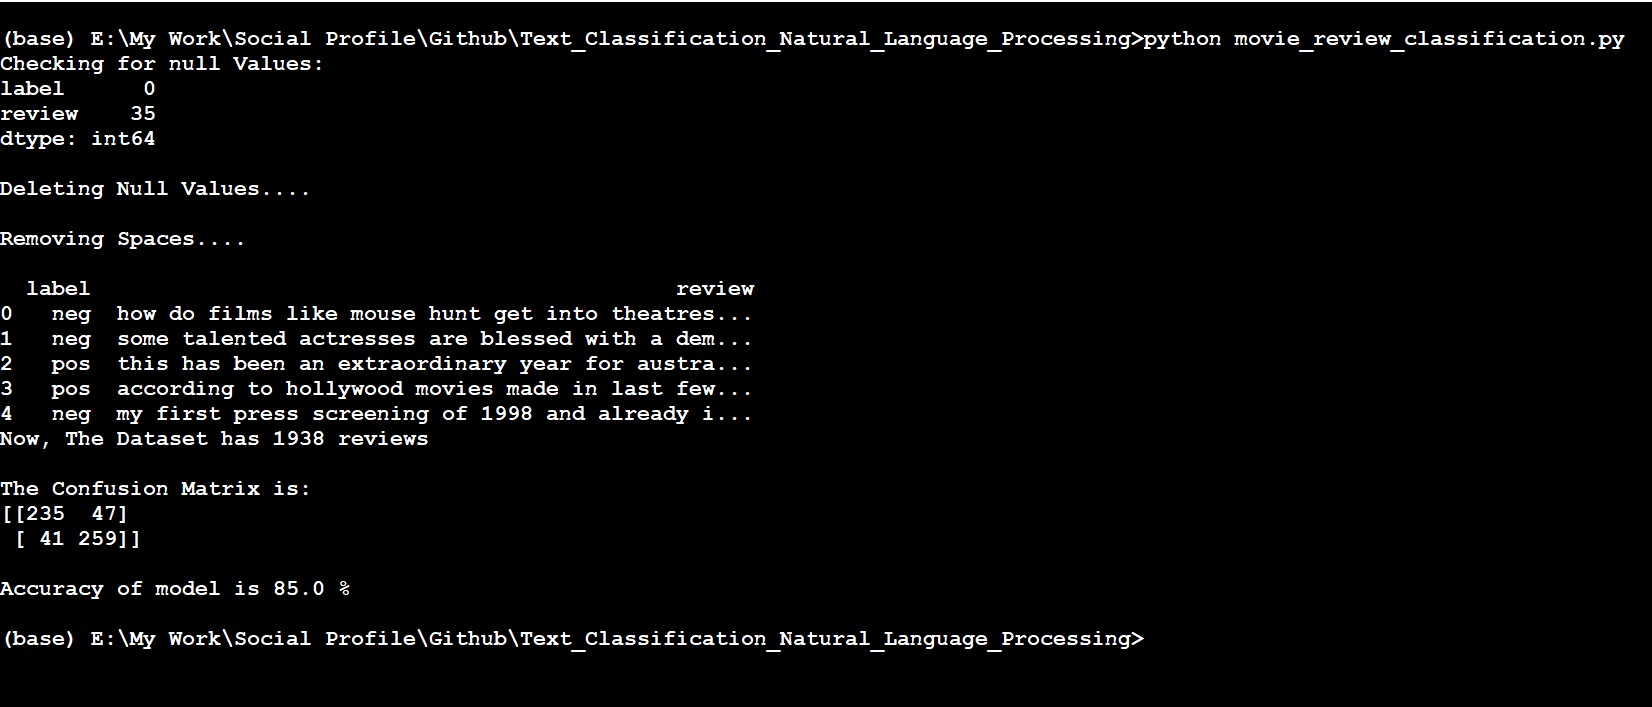 (base) E:\My Work\Social Profile\Github\Text_Classification_Natural_Language_Processing>python movie_review_classification.py
Checking for null Values:
label      0
review    35
dtype: int64
Deleting Null Values....
Removing Spaces....
  label                                             review
0   neg  how do films like mouse hunt get into theatres...
1   neg  some talented actresses are blessed with a dem...
2   pos  this has been an extraordinary year for austra...
3   pos  according to hollywood movies made in last few...
4   neg  my first press screening of 1998 and already i...
Now, The Dataset has 1938 reviews
The Confusion Matrix is:
[[235  47]
 [ 41 259]]
Accuracy of model is 85.0 %
(base) E:\My Work\Social Profile\Github\Text_Classification_Natural_Language_Processing>